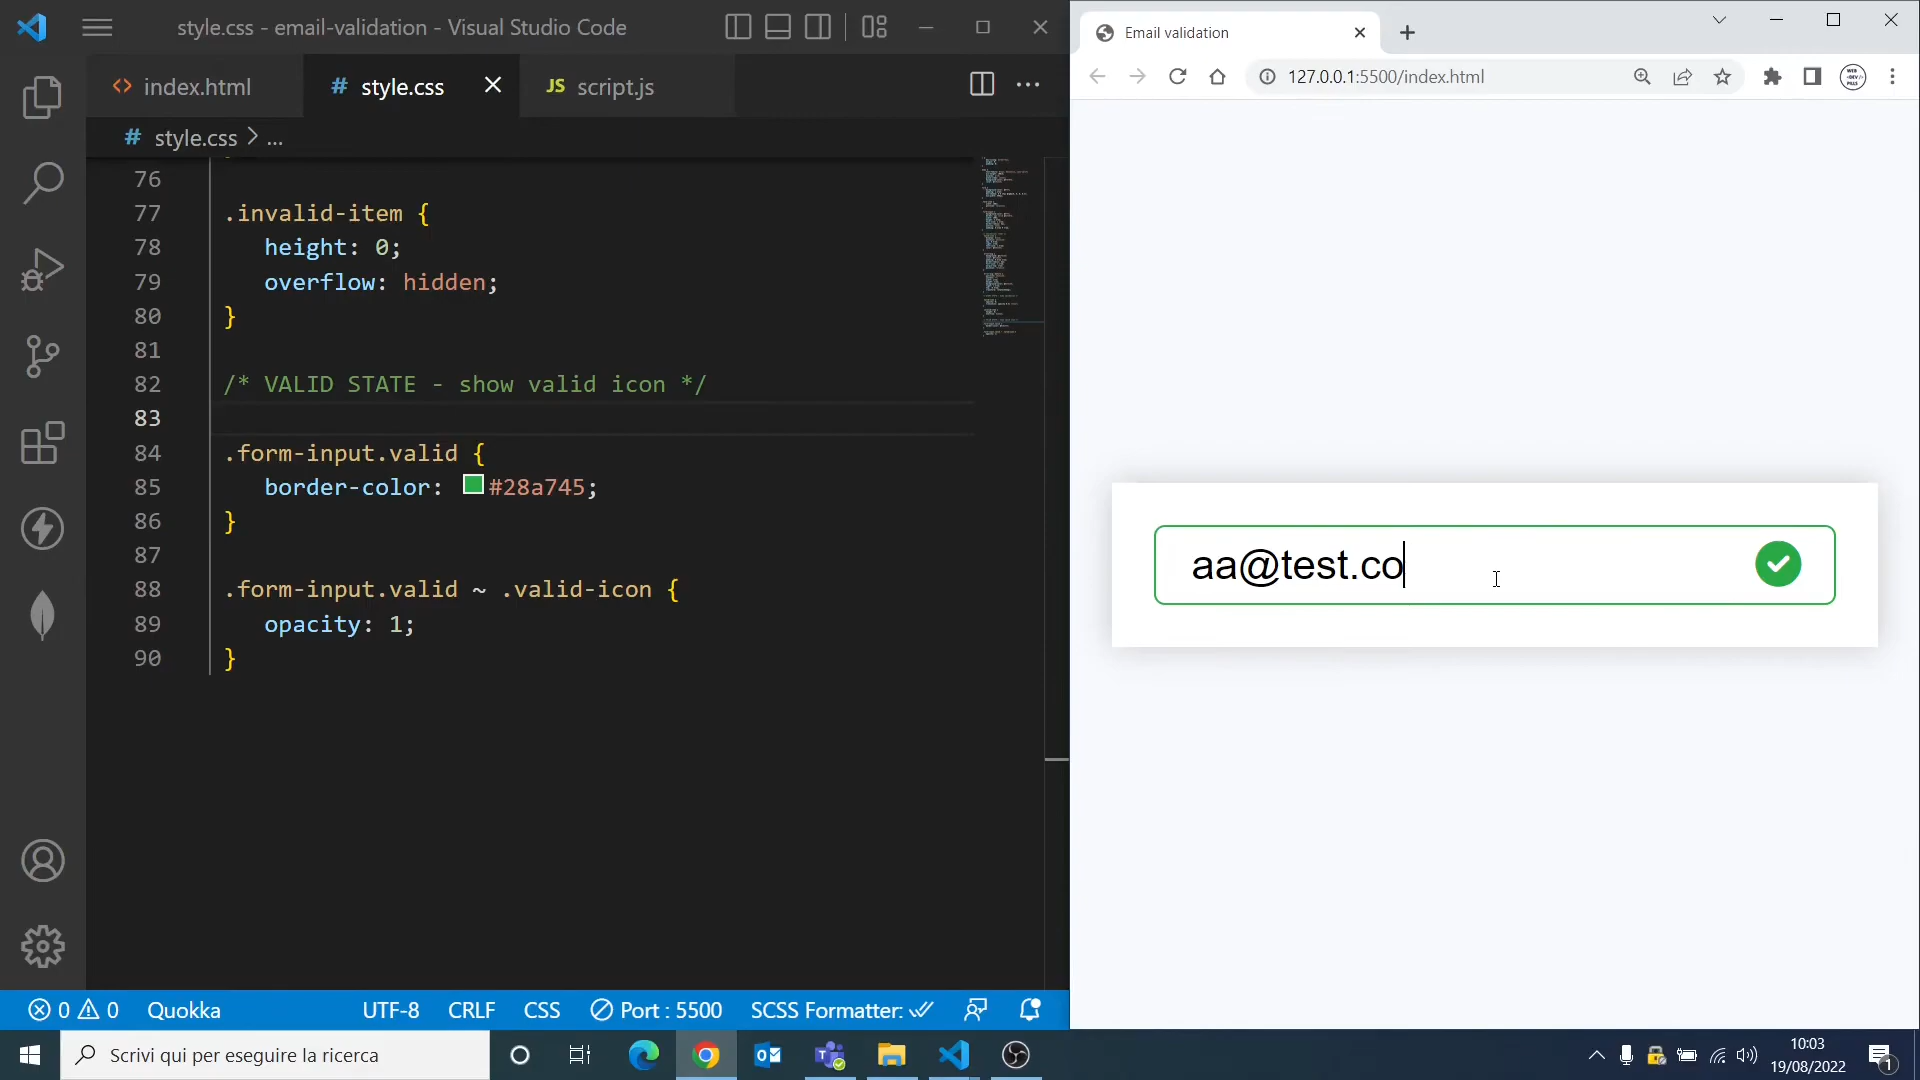 style.css - email-validation - Visual Studio Code
index.html
# style.css
JS script.js
# style.css > ...
76
77 .invalid-item {
78 height: 0;
79 overflow: hidden;
80 }
81
82 /* VALID STATE - show valid icon */
83
84 .form-input.valid {
85 border-color: #28a745;
86 }
87
88 .form-input.valid ~ .valid-icon {
89 opacity: 1;
90 }
0 0 Quokka UTF-8 CRLF CSS Port : 5500 SCSS Formatter:
Email validation
127.0.0.1:5500/index.html
aa@test.co
Scrivi qui per eseguire la ricerca
10:03
19/08/2022
1